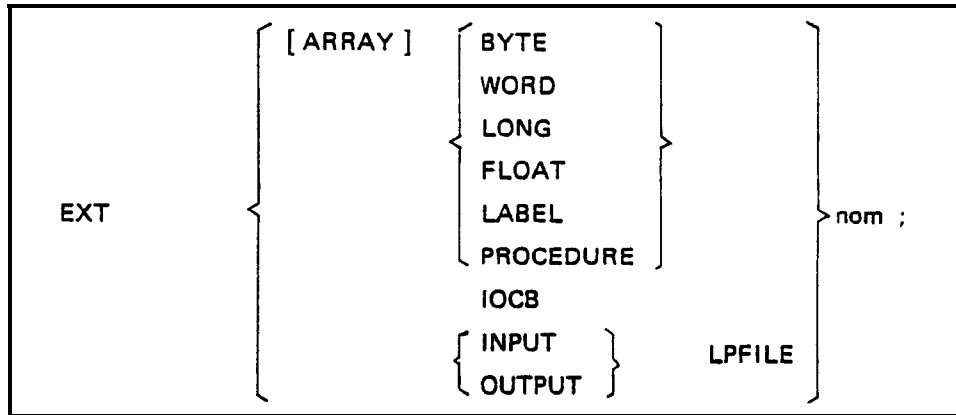 [ ARRAY ] BYTE
WORD
LONG
FLOAT
EXT LABEL nom ;
PROCEDURE
IOCB
INPUT
LPFILE
OUTPUT